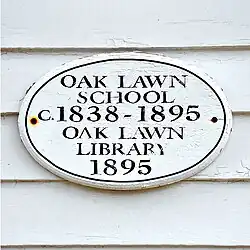 OAK LAWN
SCHOOL
C.1838-1895
OAK LAWN
LIBRARY
1895